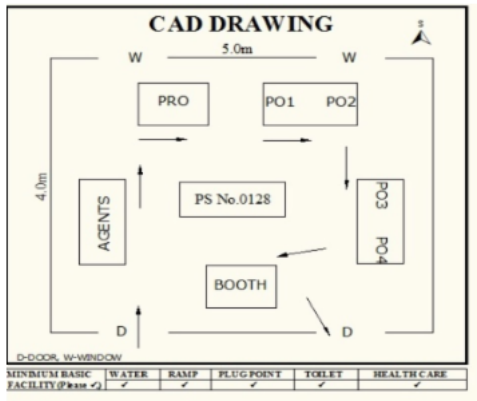 CAD DRAWING
S
5.0m
W W
PRO
PO1 PO2
4.0m
AGENTS
PS No.0128
PO3
PO4
BOOTH
D D
D-DOOR, W-WINDOW
MINIMUM BASIC WATER RAMP PLUG POINT TOILET HEALTH CARE
FACILITY(Please ✓) ✓ ✓ ✓ ✓ ✓